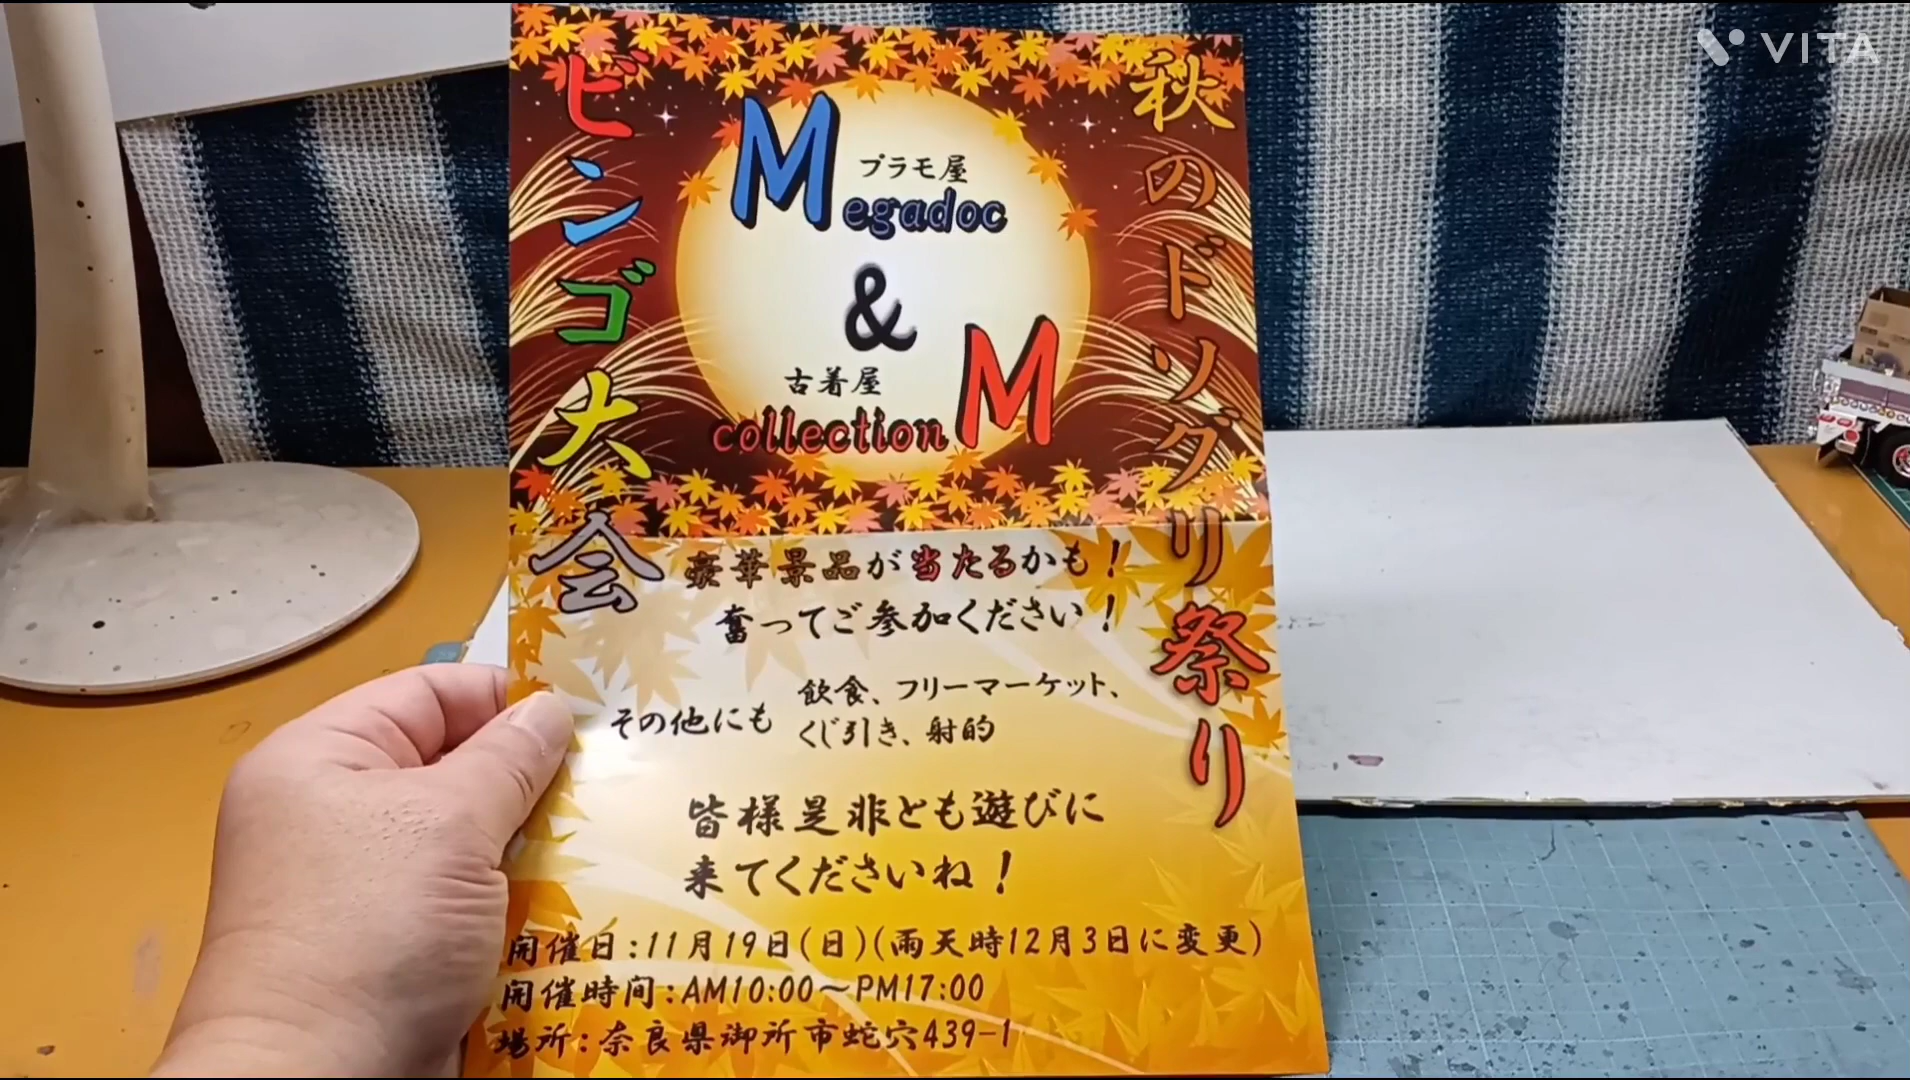 VITA
秋のドソグリ祭り
ビンゴ大会
プラモ屋
Megadoc
&
古着屋
collection M
豪華景品が当たるかも！
奮ってご参加ください！
その他にも
飲食、フリーマーケット、
くじ引き、射的
皆様是非とも遊びに
来てくださいね！
開催日:11月19日(日)(雨天時12月3日に変更)
開催時間:AM10:00～PM17:00
場所:奈良県御所市蛇穴439-1